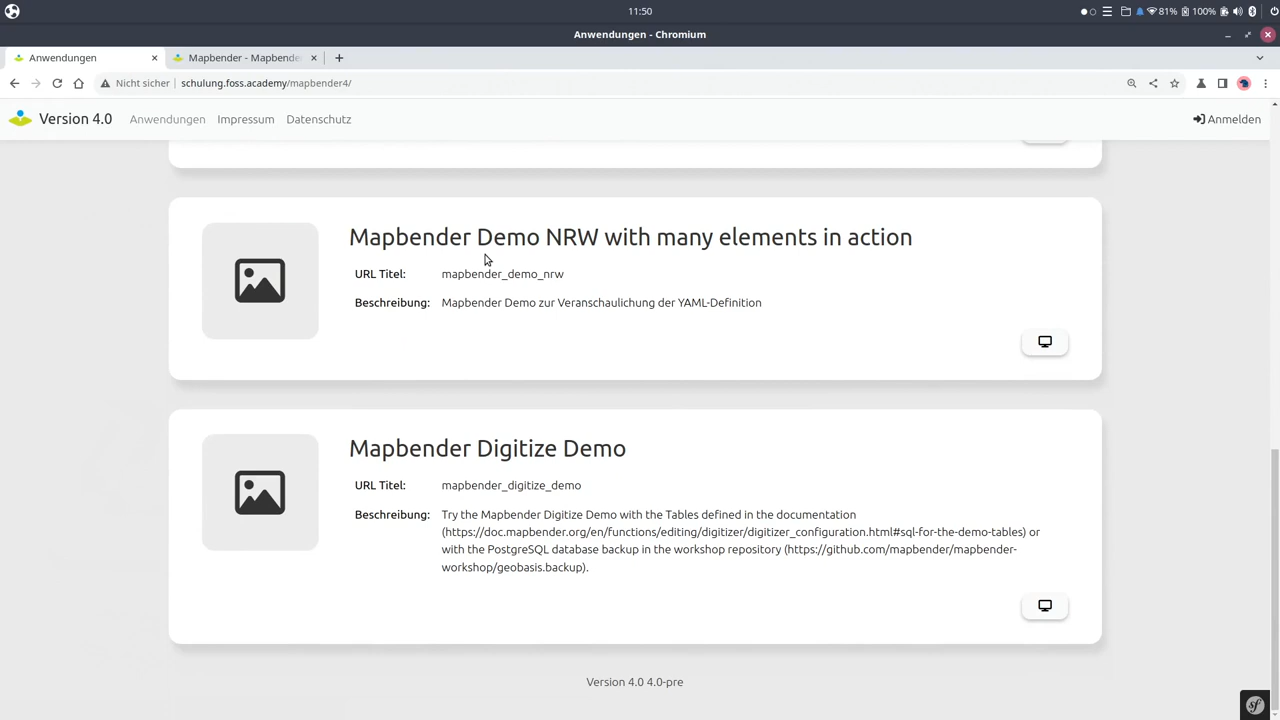 11:50
81% 100%
Anwendungen - Chromium
Anwendungen
Mapbender - Mapbende
Nicht sicher schulung.foss.academy/mapbender4/
Version 4.0 Anwendungen Impressum Datenschutz Anmelden
Mapbender Demo NRW with many elements in action
URL Titel: mapbender_demo_nrw
Beschreibung: Mapbender Demo zur Veranschaulichung der YAML-Definition
Mapbender Digitize Demo
URL Titel: mapbender_digitize_demo
Beschreibung: Try the Mapbender Digitize Demo with the Tables defined in the documentation
(https://doc.mapbender.org/en/functions/editing/digitizer/digitizer_configuration.html#sql-for-the-demo-tables) or
with the PostgreSQL database backup in the workshop repository (https://github.com/mapbender/mapbender-
workshop/geobasis.backup).
Version 4.0 4.0-pre
sf